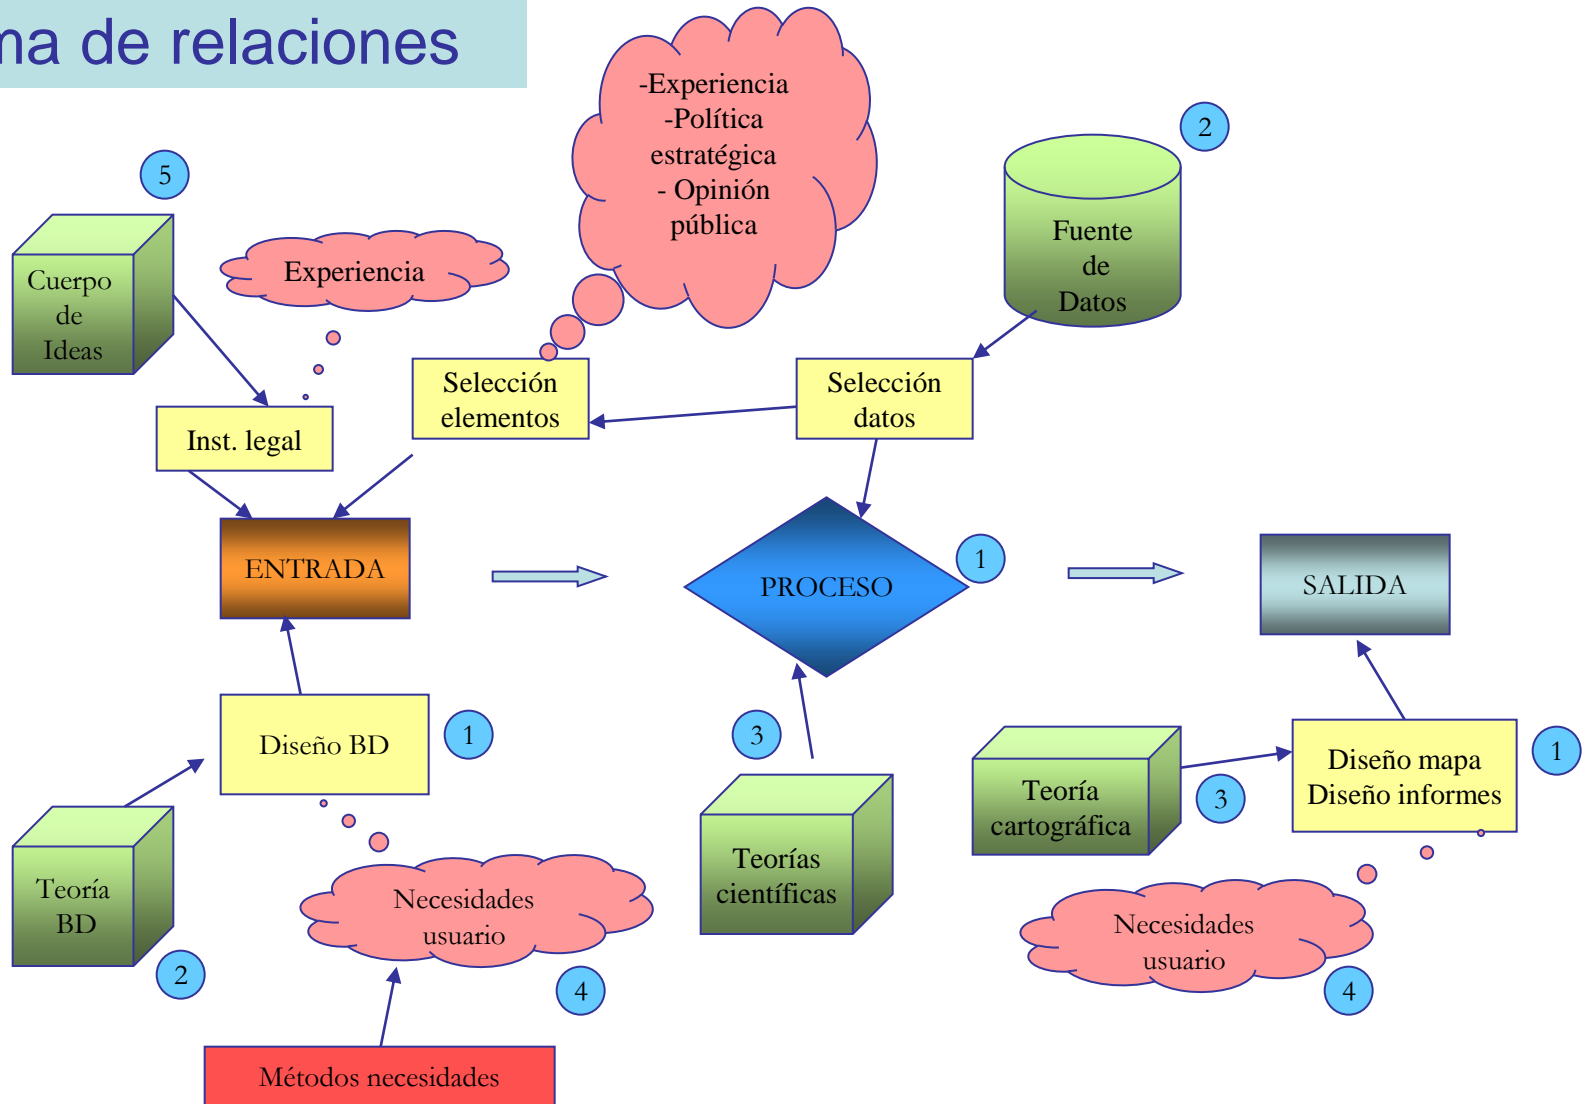 ma de relaciones
-Experiencia
-Política
estratégica
- Opinión
pública
2
5
Fuente
de
Datos
Cuerpo
de
Ideas
Experiencia
Selección
elementos
Selección
datos
Inst. legal
ENTRADA
PROCESO
1
SALIDA
Diseño BD
1
3
Teoría
cartográfica
3
Diseño mapa
Diseño informes
1
Teoría
BD
2
Necesidades
usuario
4
Teorías
científicas
Necesidades
usuario
4
Métodos necesidades